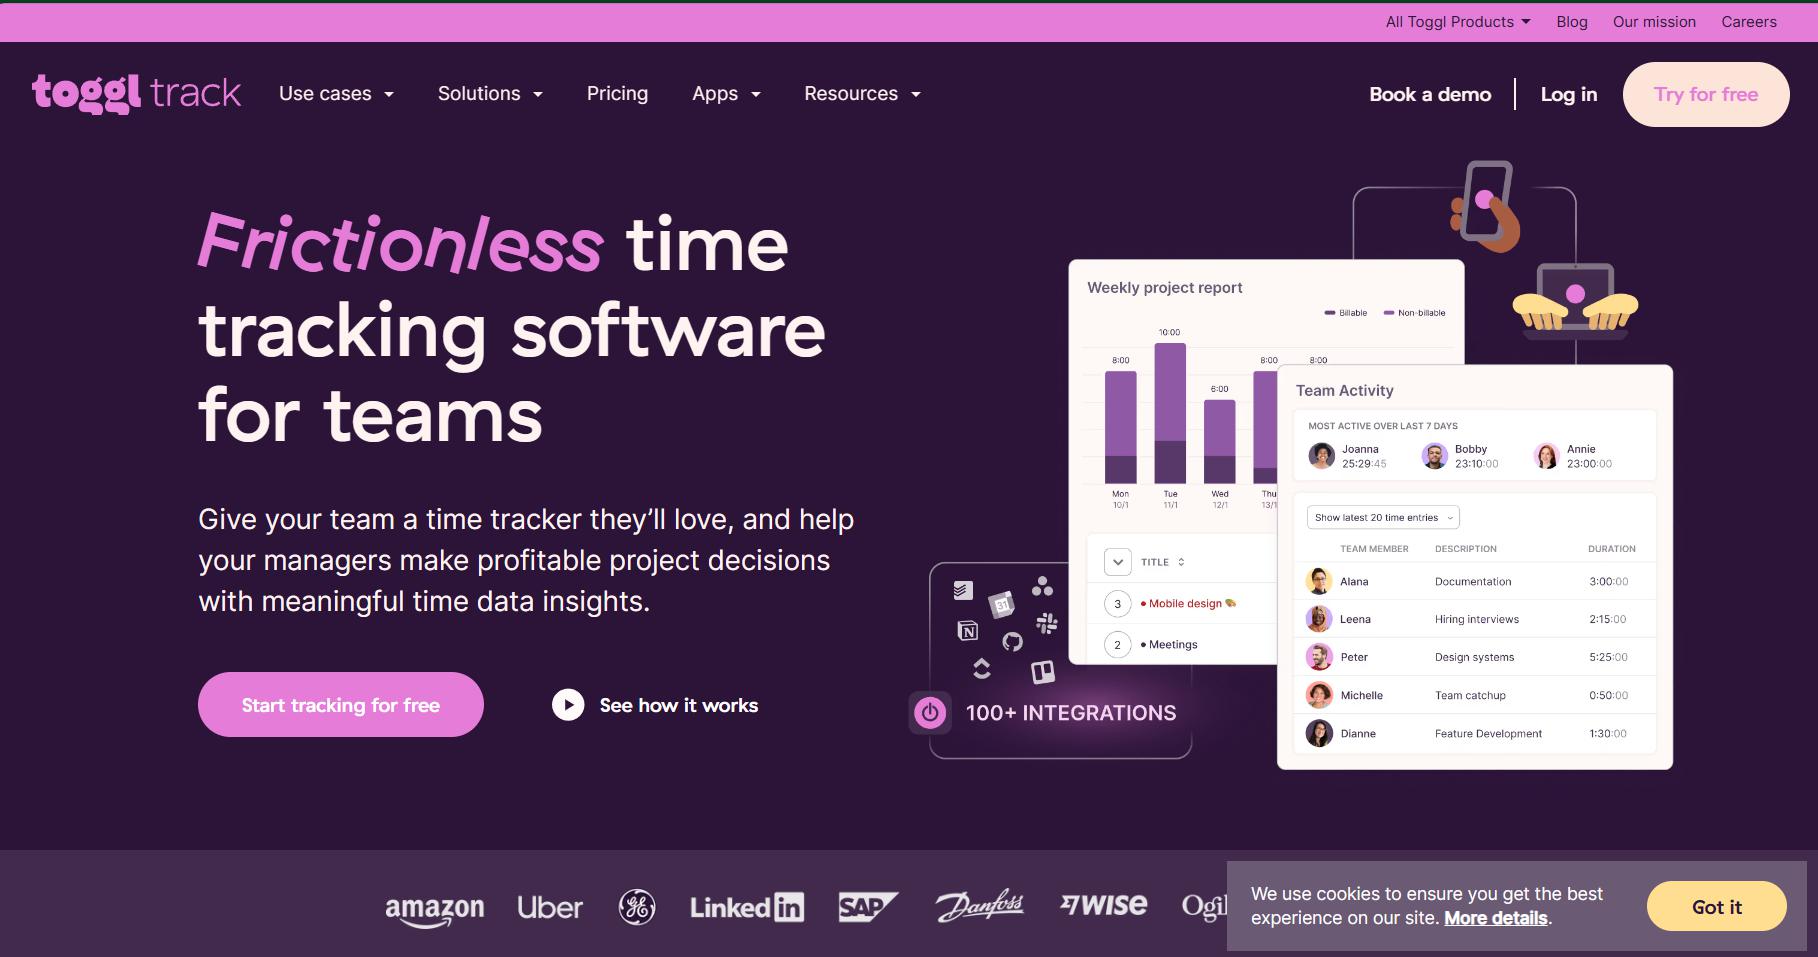 All Toggl Products Blog Our mission Careers
toggl track Use cases Solutions Pricing Apps Resources Book a demo Log in Try for free
Frictionless time
tracking software
for teams
Give your team a time tracker they’ll love, and help
your managers make profitable project decisions
with meaningful time data insights.
Start tracking for free See how it works
Weekly project report
Billable Non-billable
10:00
8:00 8:00 8:00
6:00
Mon Tue Wed Thu
10/1 11/1 12/1 13/1
TITLE
3 • Mobile design 🎨
2 • Meetings
31
N
100+ INTEGRATIONS
Team Activity
MOST ACTIVE OVER LAST 7 DAYS
Joanna Bobby Annie
25:29:45 23:10:00 23:00:00
Show latest 20 time entries
TEAM MEMBER DESCRIPTION DURATION
Alana Documentation 3:00:00
Leena Hiring interviews 2:15:00
Peter Design systems 5:25:00
Michelle Team catchup 0:50:00
Dianne Feature Development 1:30:00
amazon Uber GE LinkedIn SAP Danfoss WISE Ogil
We use cookies to ensure you get the best
experience on our site. More details.
Got it